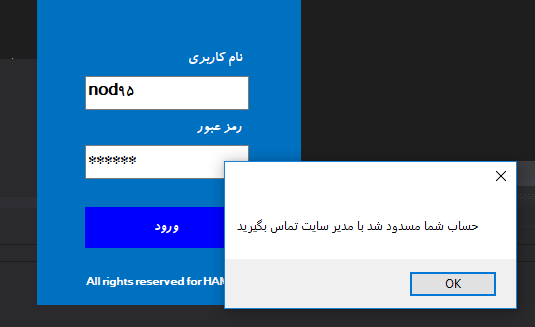 نام کاربری
nod۹۵
رمز عبور
******
ورود
حساب شما مسدود شد با مدیر سایت تماس بگیرید
OK
All rights reserved for